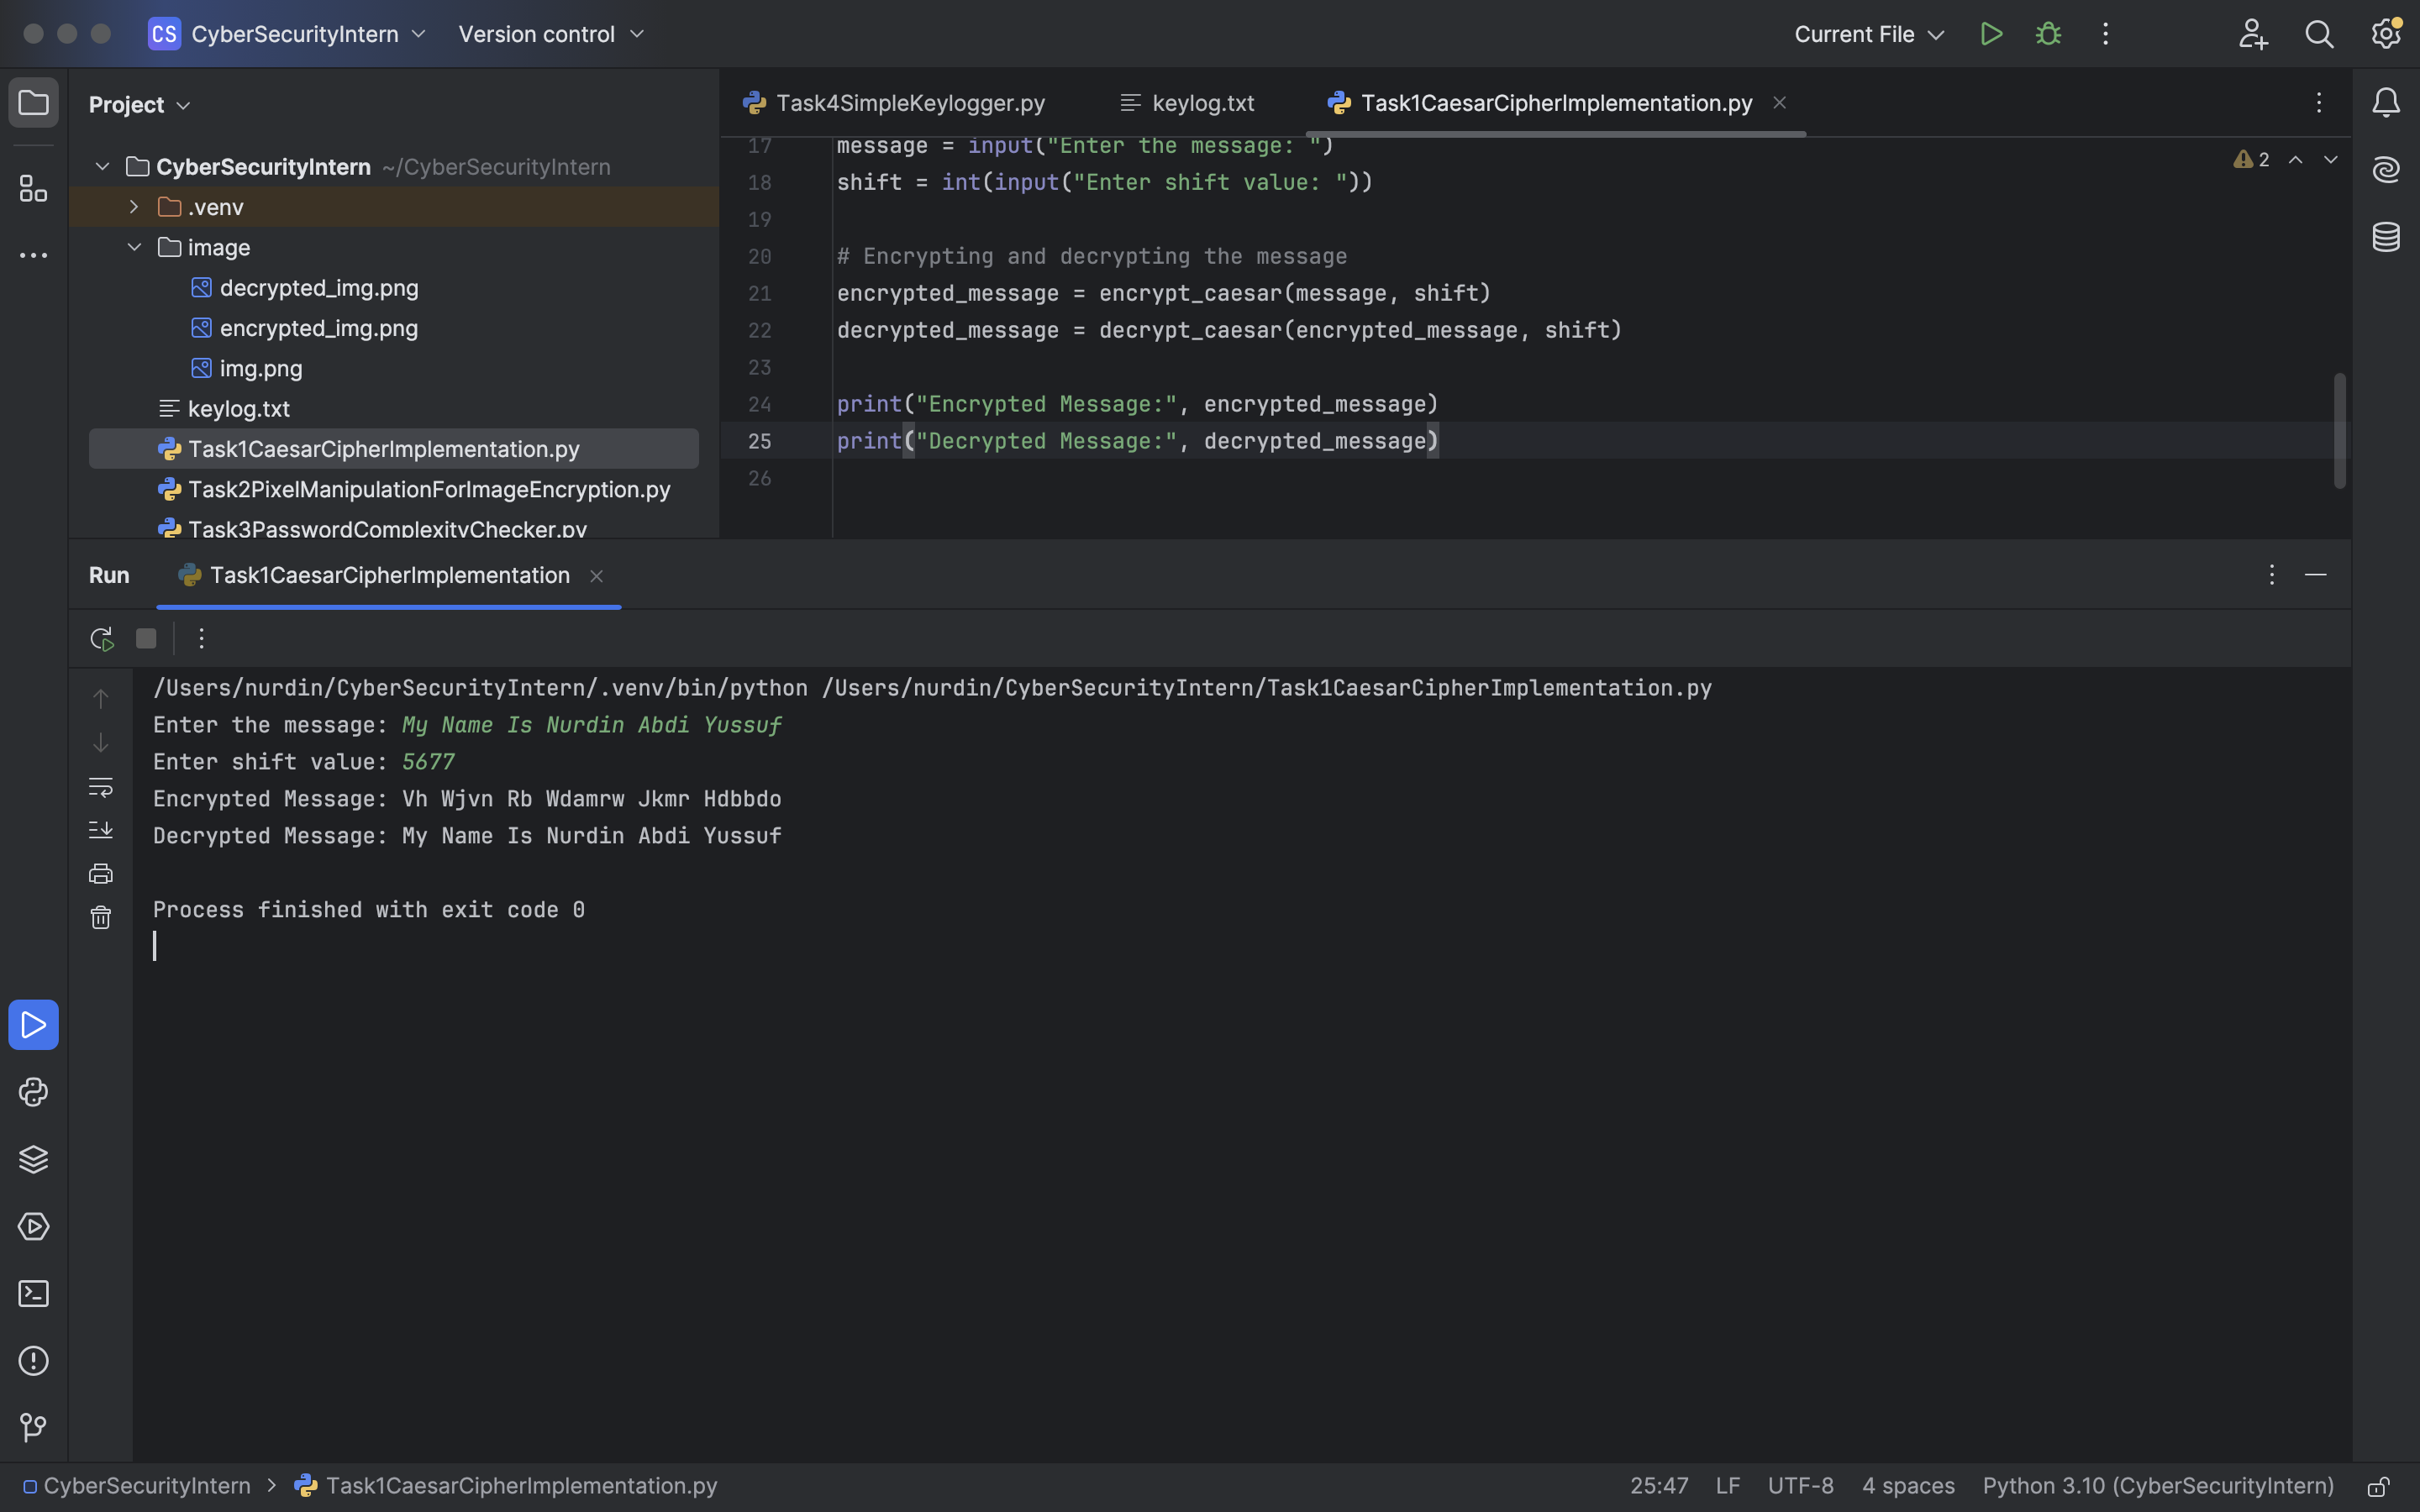 CS CyberSecurityIntern Version control Current File
Project
CyberSecurityIntern ~/CyberSecurityIntern
.venv
image
decrypted_img.png
encrypted_img.png
img.png
keylog.txt
Task1CaesarCipherImplementation.py
Task2PixelManipulationForImageEncryption.py
Task3PasswordComplexityChecker.py
Task4SimpleKeylogger.py keylog.txt Task1CaesarCipherImplementation.py
2
17 message = input("Enter the message: ")
18 shift = int(input("Enter shift value: "))
19
20 # Encrypting and decrypting the message
21 encrypted_message = encrypt_caesar(message, shift)
22 decrypted_message = decrypt_caesar(encrypted_message, shift)
23
24 print("Encrypted Message:", encrypted_message)
25 print("Decrypted Message:", decrypted_message)
26
Run Task1CaesarCipherImplementation
/Users/nurdin/CyberSecurityIntern/.venv/bin/python /Users/nurdin/CyberSecurityIntern/Task1CaesarCipherImplementation.py
Enter the message: My Name Is Nurdin Abdi Yussuf
Enter shift value: 5677
Encrypted Message: Vh Wjvn Rb Wdamrw Jkmr Hdbbdo
Decrypted Message: My Name Is Nurdin Abdi Yussuf
Process finished with exit code 0
CyberSecurityIntern > Task1CaesarCipherImplementation.py 25:47 LF UTF-8 4 spaces Python 3.10 (CyberSecurityIntern)